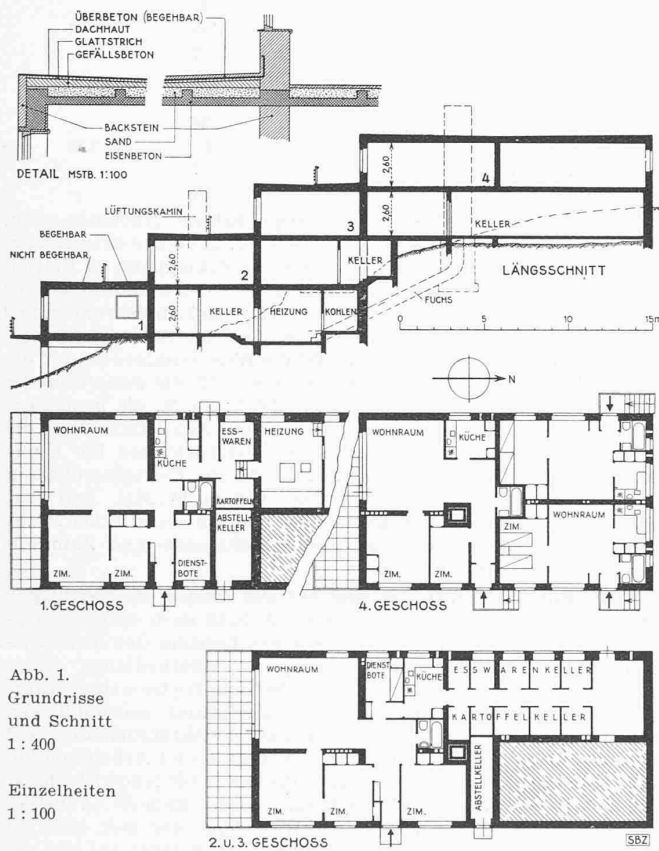 ÜBERBETON (BEGEHBAR)
DACHHAUT
GLATTSTRICH
GEFÄLLSBETON
BACKSTEIN
SAND
EISENBETON
DETAIL MSTB. 1:100
LÜFTUNGSKAMIN
BEGEHBAR
NICHT BEGEHBAR
2,60
4
2,60
3
KELLER
2,60
2
KELLER
LÄNGSSCHNITT
2,60
1
KELLER
HEIZUNG
KOHLEN
FUCHS
0 5 10 15m
N
WOHNRAUM
KÜCHE
ESS-
WAREN
HEIZUNG
KARTOFFELN
ABSTELL-
KELLER
ZIM.
ZIM.
DIENST-
BOTE
1. GESCHOSS
WOHNRAUM
KÜCHE
ZIM.
WOHNRAUM
ZIM.
ZIM.
4. GESCHOSS
Abb. 1.
Grundrisse
und Schnitt
1 : 400
Einzelheiten
1 : 100
WOHNRAUM
DIENST
BOTE
KÜCHE
ESSWARENKELLER
KARTOFFELKELLER
ABSTELLKELLER
ZIM.
ZIM.
ZIM.
2. U. 3. GESCHOSS
SBZ